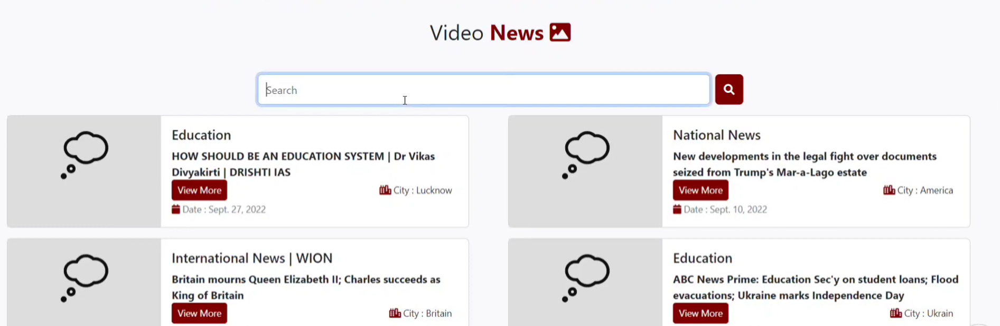 Video News
Search
Education
HOW SHOULD BE AN EDUCATION SYSTEM | Dr Vikas
Divyakirti | DRISHTI IAS
View More
City : Lucknow
Date : Sept. 27, 2022
National News
New developments in the legal fight over documents
seized from Trump's Mar-a-Lago estate
View More
City : America
Date : Sept. 10, 2022
International News | WION
Britain mourns Queen Elizabeth II; Charles succeeds as
King of Britain
View More
City : Britain
Education
ABC News Prime: Education Sec'y on student loans; Flood
evacuations; Ukraine marks Independence Day
View More
City : Ukrain